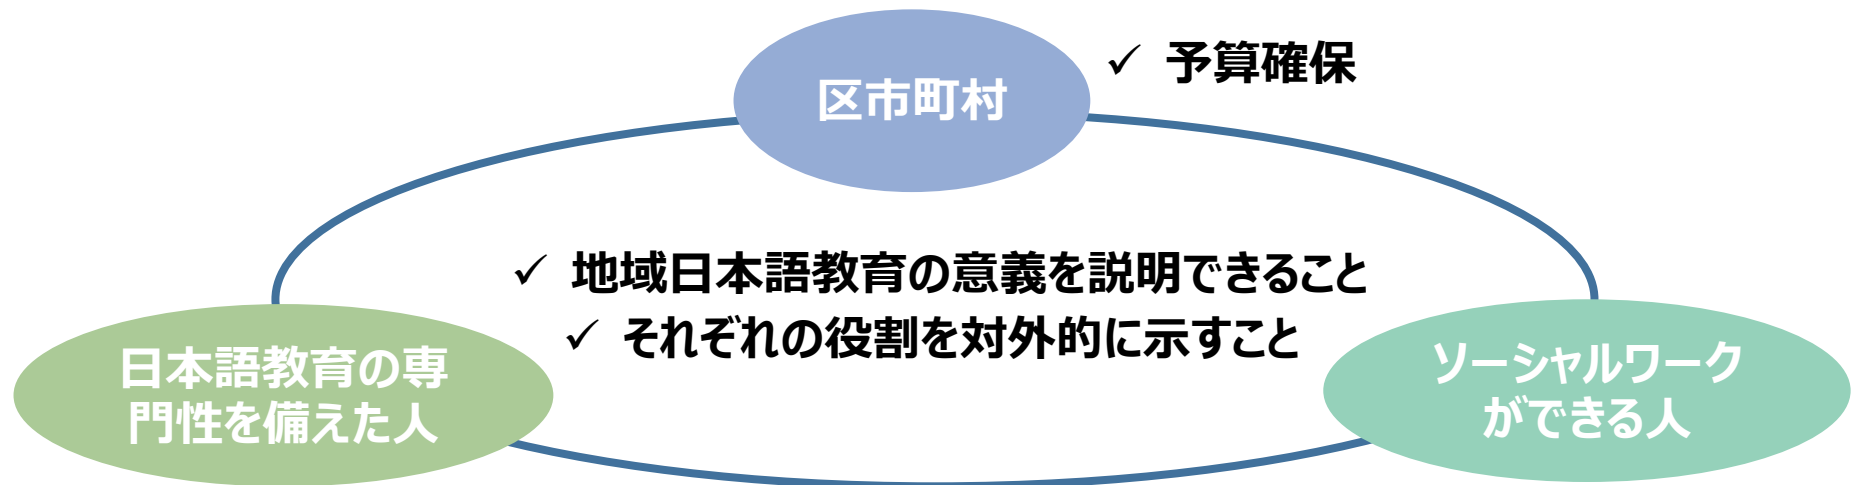 区市町村
✓ 予算確保
✓ 地域日本語教育の意義を説明できること
✓ それぞれの役割を対外的に示すこと
日本語教育の専
門性を備えた人
ソーシャルワーク
ができる人